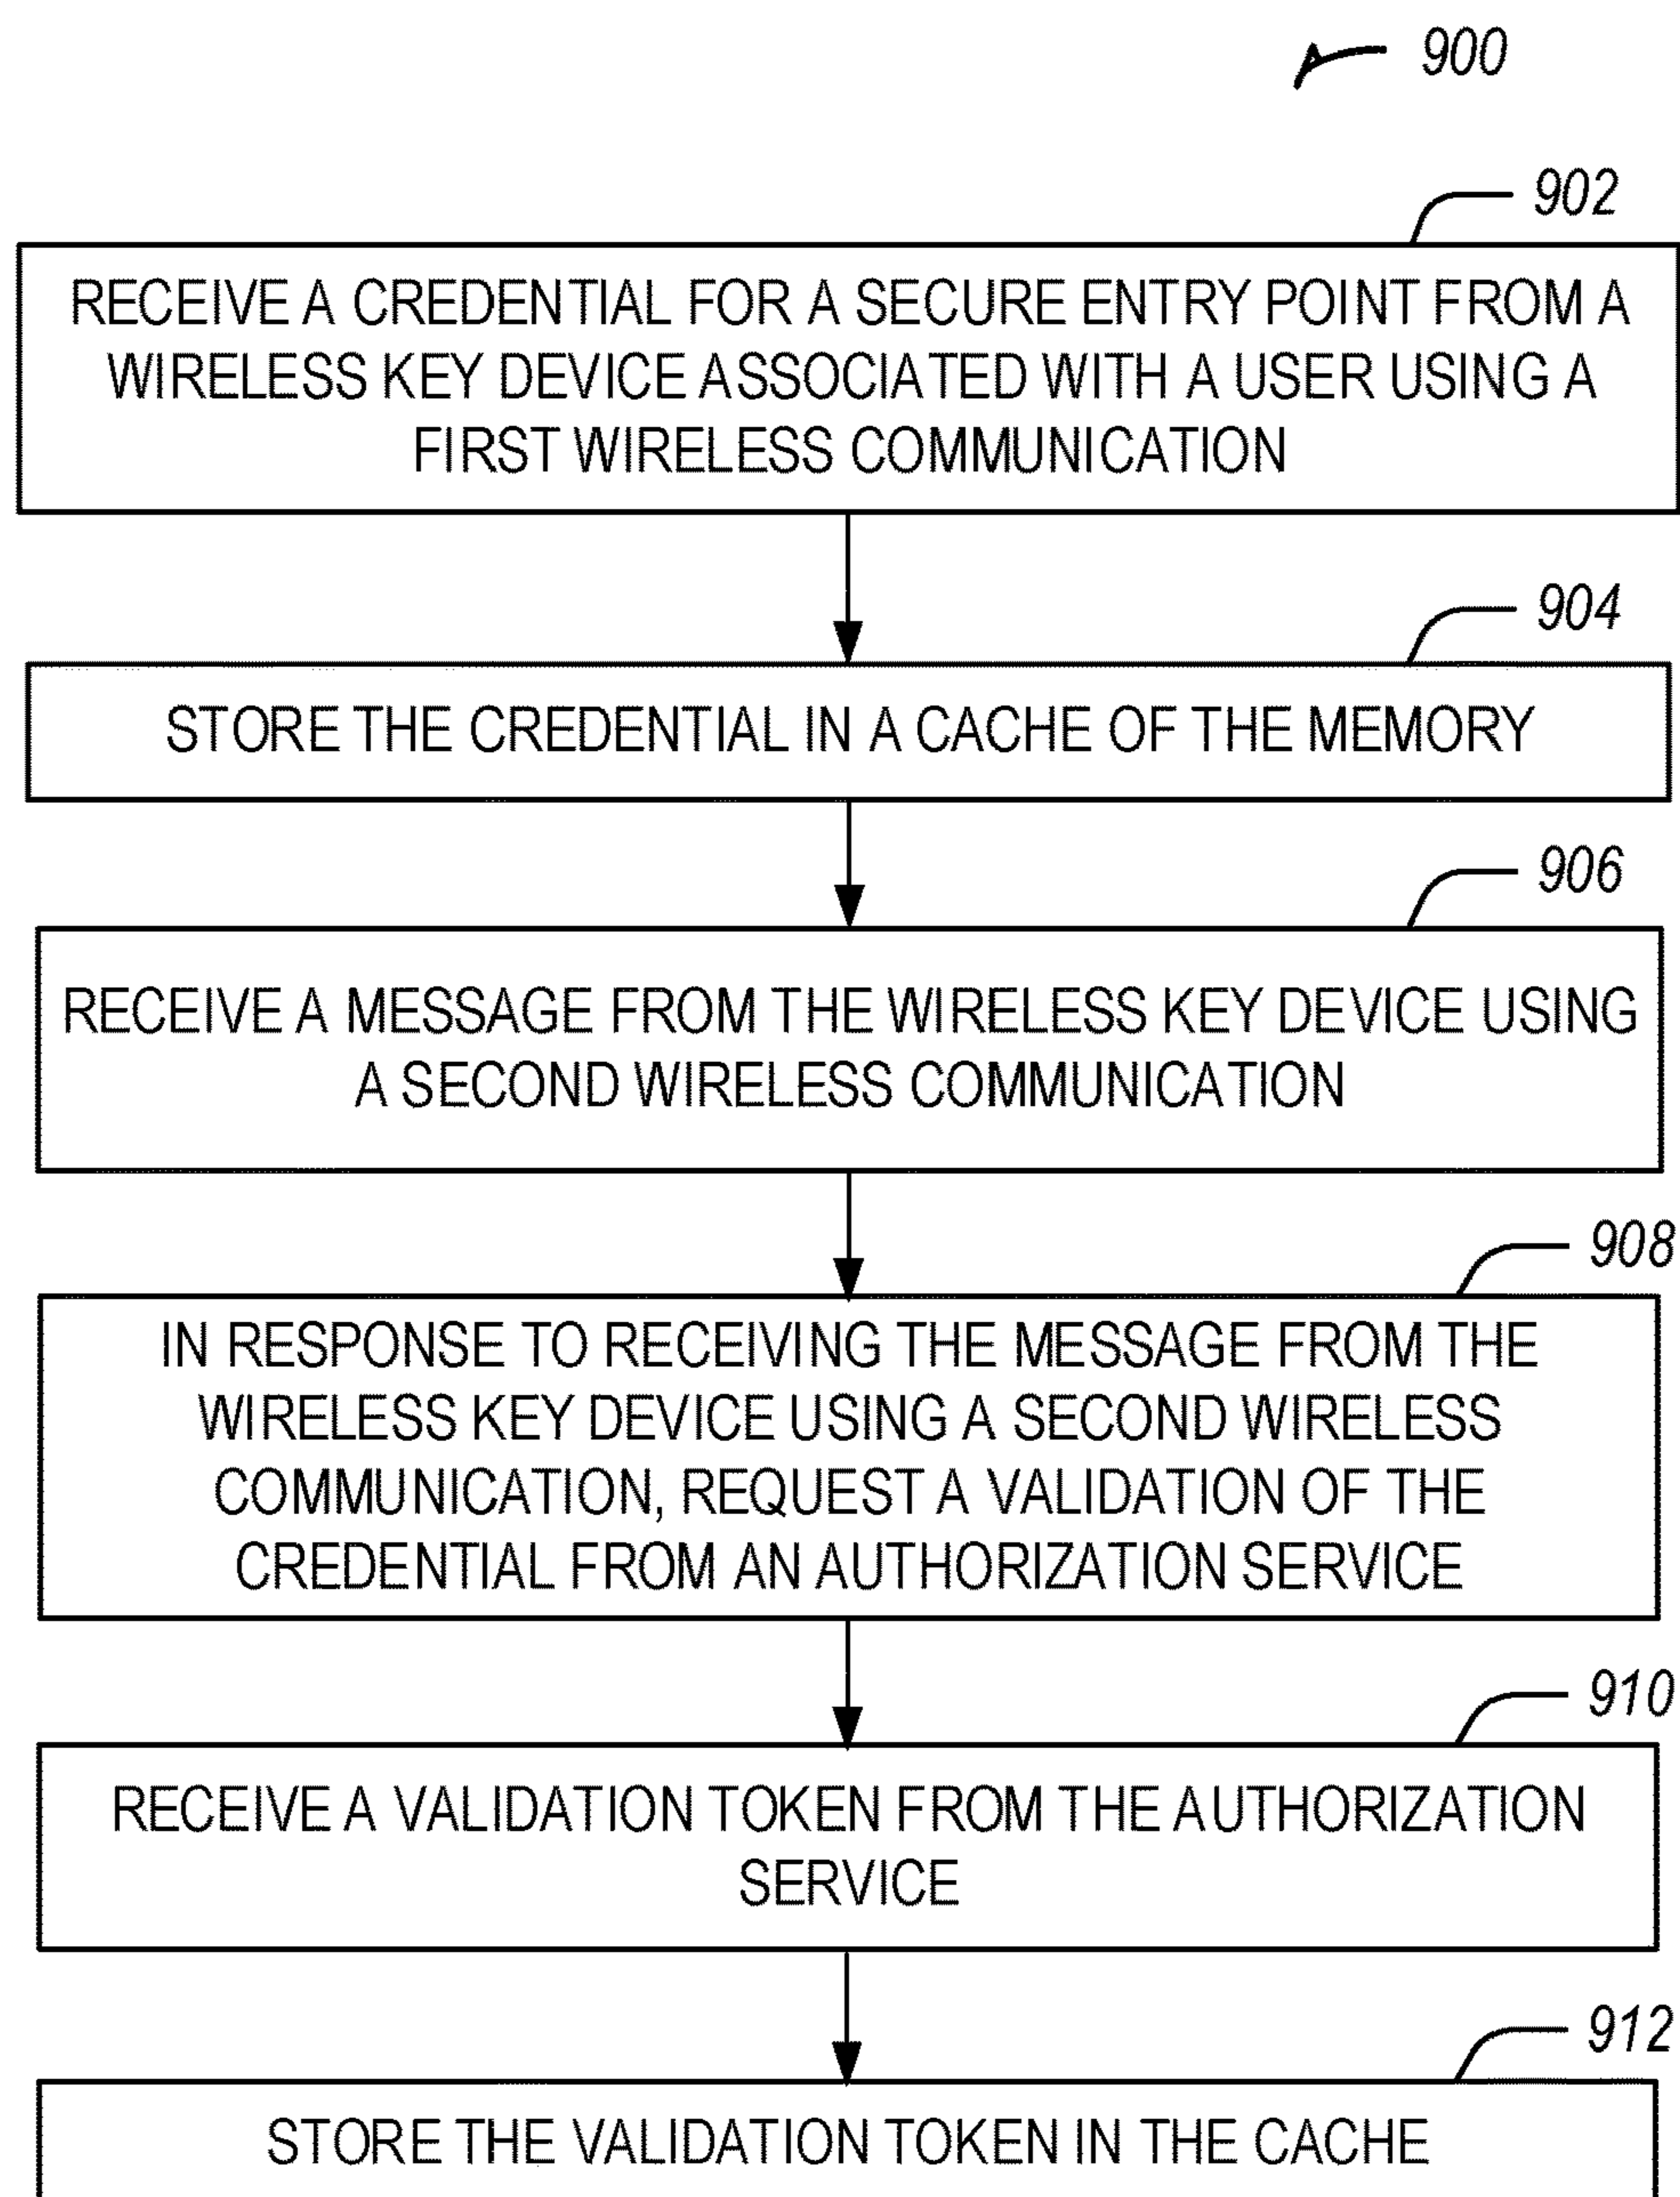 900
902
RECEIVE A CREDENTIAL FOR A SECURE ENTRY POINT FROM A
WIRELESS KEY DEVICE ASSOCIATED WITH A USER USING A
FIRST WIRELESS COMMUNICATION
904
STORE THE CREDENTIAL IN A CACHE OF THE MEMORY
906
RECEIVE A MESSAGE FROM THE WIRELESS KEY DEVICE USING
A SECOND WIRELESS COMMUNICATION
908
IN RESPONSE TO RECEIVING THE MESSAGE FROM THE
WIRELESS KEY DEVICE USING A SECOND WIRELESS
COMMUNICATION, REQUEST A VALIDATION OF THE
CREDENTIAL FROM AN AUTHORIZATION SERVICE
910
RECEIVE A VALIDATION TOKEN FROM THE AUTHORIZATION
SERVICE
912
STORE THE VALIDATION TOKEN IN THE CACHE